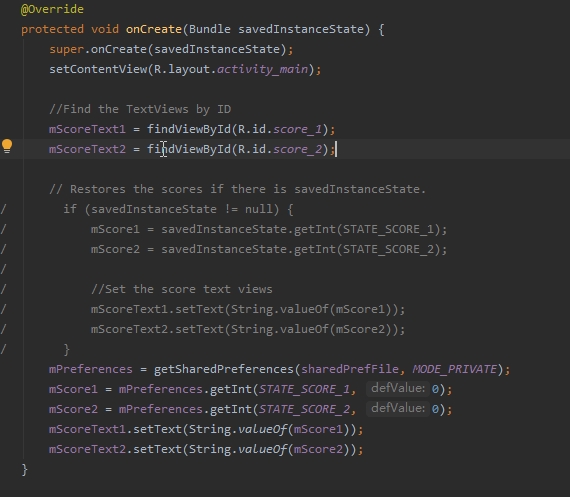 @Override
protected void onCreate(Bundle savedInstanceState) {
super.onCreate(savedInstanceState);
setContentView(R.layout.activity_main);
//Find the TextViews by ID
mScoreText1 = findViewById(R.id.score_1);
mScoreText2 = findViewById(R.id.score_2);
// Restores the scores if there is savedInstanceState.
/ if (savedInstanceState != null) {
/ mScore1 = savedInstanceState.getInt(STATE_SCORE_1);
/ mScore2 = savedInstanceState.getInt(STATE_SCORE_2);
/
/ //Set the score text views
/ mScoreText1.setText(String.valueOf(mScore1));
/ mScoreText2.setText(String.valueOf(mScore2));
/ }
mPreferences = getSharedPreferences(sharedPrefFile, MODE_PRIVATE);
mScore1 = mPreferences.getInt(STATE_SCORE_1, defValue: 0);
mScore2 = mPreferences.getInt(STATE_SCORE_2, defValue: 0);
mScoreText1.setText(String.valueOf(mScore1));
mScoreText2.setText(String.valueOf(mScore2));
}